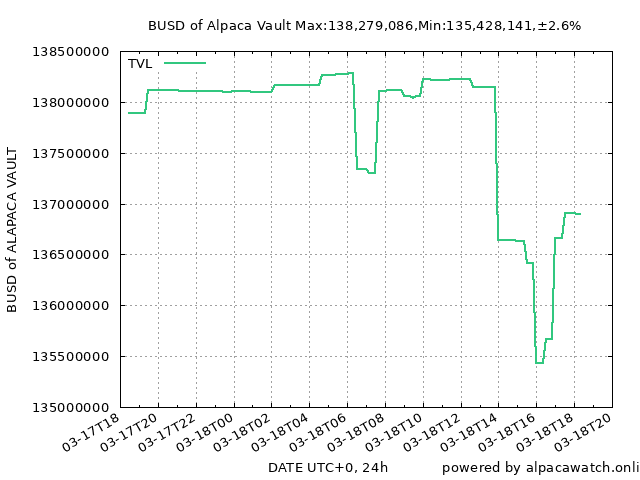 BUSD of Alpaca Vault Max:138,279,086,Min:135,428,141,±2.6%
TVL
138500000
138000000
137500000
137000000
136500000
136000000
135500000
135000000
BUSD of ALAPACA VAULT
03-17T18
03-17T20
03-17T22
03-18T00
03-18T02
03-18T04
03-18T06
03-18T08
03-18T10
03-18T12
03-18T14
03-18T16
03-18T18
03-18T20
DATE UTC+0, 24h
powered by alpacawatch.onli